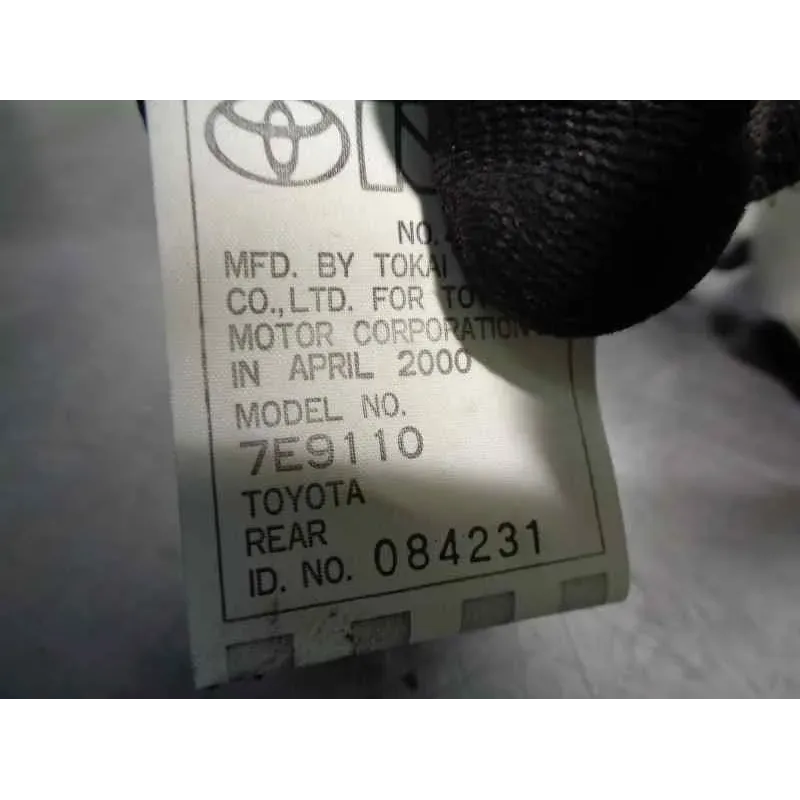 NO.
MFD. BY TOKAI
CO., LTD. FOR
MOTOR CORPORATION
IN APRIL 2000
MODEL NO.
7E9110
TOYOTA
REAR
ID. NO. 084231